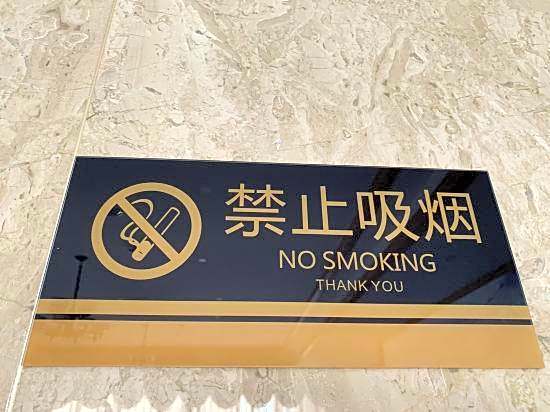 禁止吸烟
NO SMOKING
THANK YOU